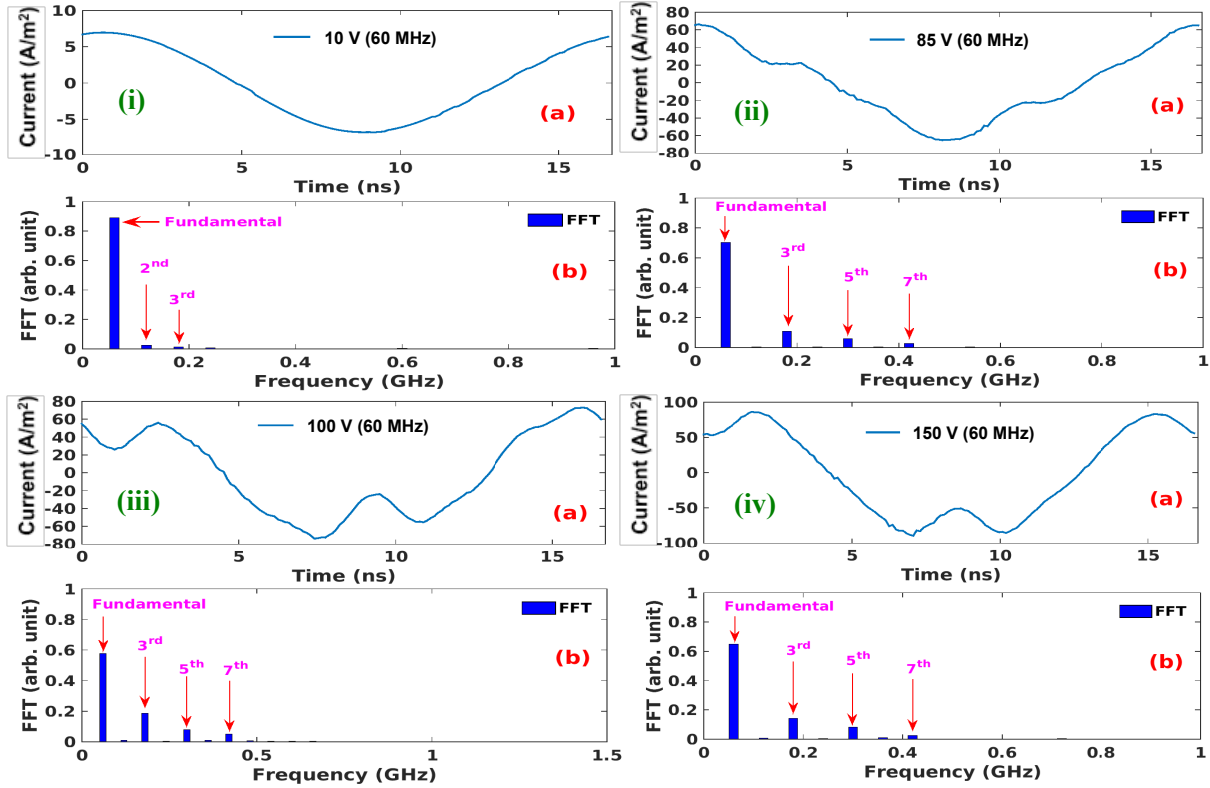 10 V (60 MHz)
Current (A/m²)
10
5
0
-5
-10
(i)
(a)
0 5 10 15
Time (ns)
85 V (60 MHz)
Current (A/m²)
80
60
40
20
0
-20
-40
-60
-80
(ii)
(a)
0 5 10 15
Time (ns)
FFT (arb. unit)
1
0.8
0.6
0.4
0.2
0
Fundamental
2nd
3rd
FFT
(b)
0 0.2 0.4 0.6 0.8 1
Frequency (GHz)
FFT (arb. unit)
1
0.8
0.6
0.4
0.2
0
Fundamental
3rd
5th
7th
FFT
(b)
0.2 0.4 0.6 0.8 1
Frequency (GHz)
100 V (60 MHz)
Current (A/m²)
80
60
40
20
0
-20
-40
-60
-80
(iii)
(a)
0 5 10 15
Time (ns)
150 V (60 MHz)
Current (A/m²)
100
50
0
-50
-100
(iv)
(a)
0 5 10 15
Time (ns)
FFT (arb. unit)
1
0.8
0.6
0.4
0.2
0
Fundamental
3rd
5th
7th
FFT
(b)
0 0.5 1 1.5
Frequency (GHz)
FFT (arb. unit)
1
0.8
0.6
0.4
0.2
0
Fundamental
3rd
5th
7th
FFT
(b)
0 0.2 0.4 0.6 0.8 1
Frequency (GHz)